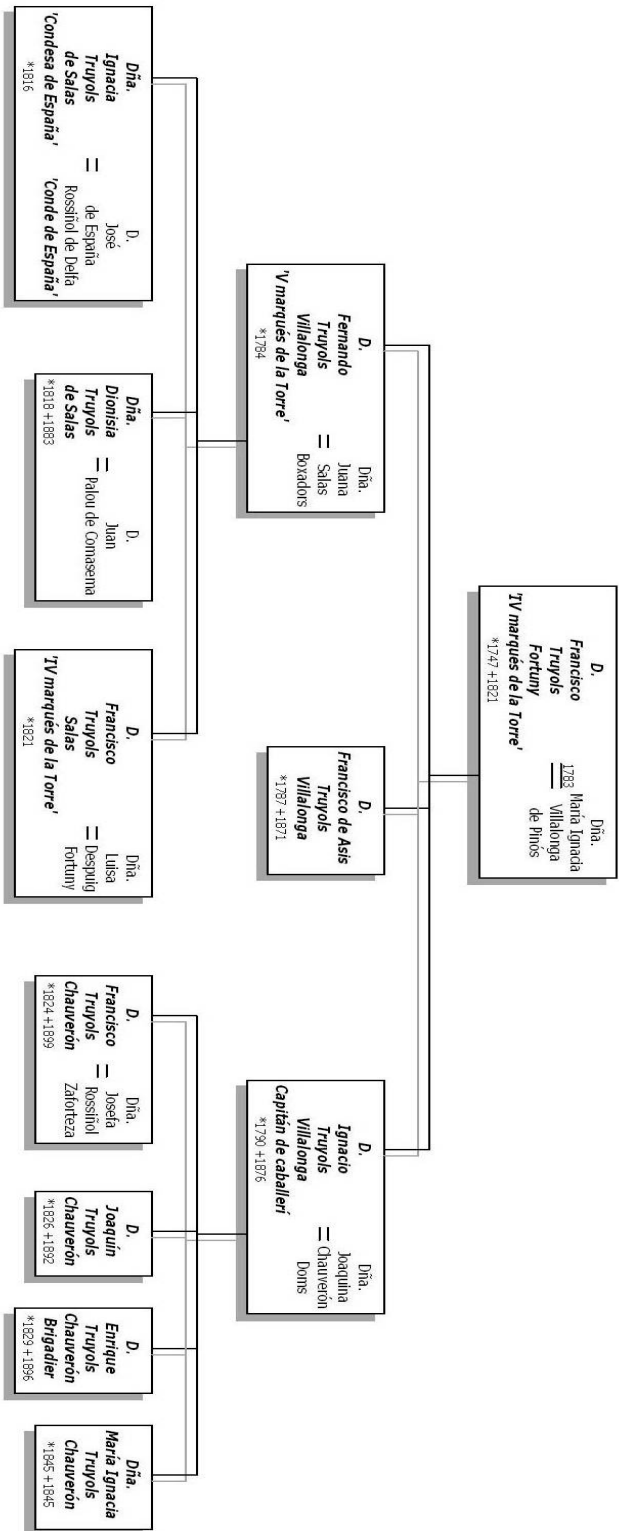 D.
Francisco
Truyols
Fortuny
'IV marqués de la Torre'
*1747 +1821
1783
Dña.
María Ignacia
Villalonga
de Pinós
D.
Fernando
Truyols
Villalonga
'V marqués de la Torre'
*1784
=
Dña.
Juana
Salas
Boxadors
D.
Francisco de Asis
Truyols
Villalonga
*1787 +1871
D.
Ignacio
Truyols
Villalonga
Capitán de caballerí
*1790 +1876
=
Dña.
Joaquina
Chauverón
Doms
Dña.
Ignacia
Truyols
de Salas
'Condesa de España'
*1816
=
D.
José
de España
Rossiñol de Delfa
'Conde de España'
Dña.
Dionisia
Truyols
de Salas
*1818 +1883
=
D.
Juan
Palou de Comasema
D.
Francisco
Truyols
Salas
'IV marqués de la Torre'
*1821
=
Dña.
Luisa
Despuig
Fortuny
D.
Francisco
Truyols
Chauverón
*1824 +1899
=
Dña.
Josefa
Rossiñol
Zaforteza
D.
Joaquín
Truyols
Chauverón
*1826 +1892
D.
Enrique
Truyols
Chauverón
Brigadier
*1829 +1896
Dña.
María Ignacia
Truyols
Chauverón
*1845 +1845